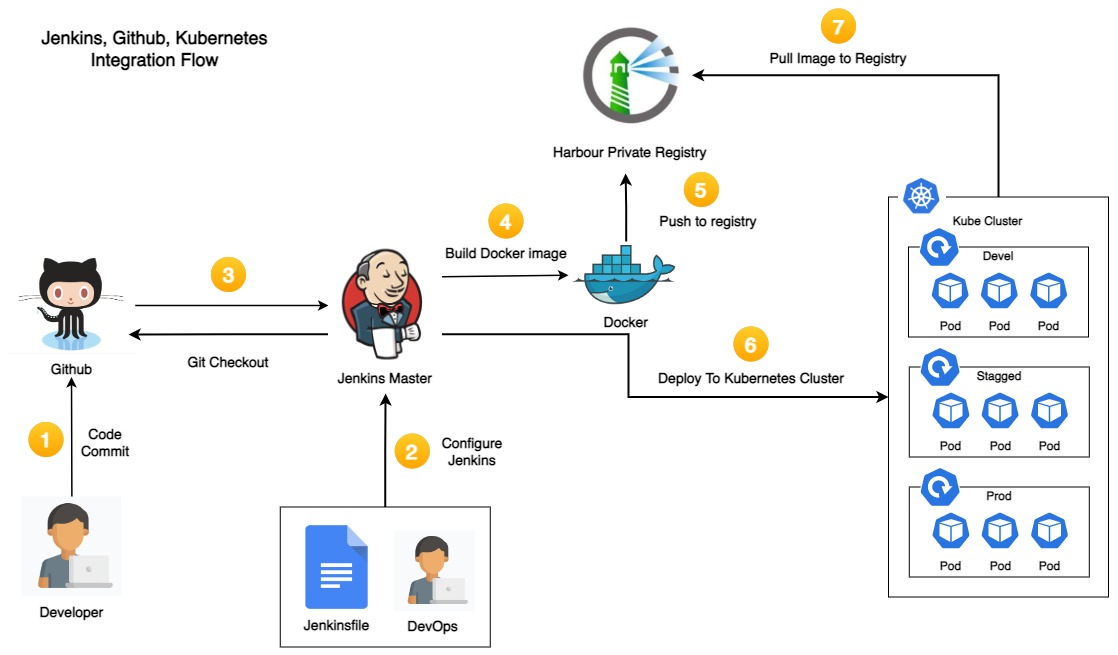 Jenkins, Github, Kubernetes
Integration Flow
7
Pull Image to Registry
Harbour Private Registry
5
Push to registry
4
Build Docker image
Docker
3
Git Checkout
Github
Jenkins Master
6
Deploy To Kubernetes Cluster
1
Code
Commit
Developer
2
Configure
Jenkins
Jenkinsfile
DevOps
Kube Cluster
Devel
Pod Pod Pod
Stagged
Pod Pod Pod
Prod
Pod Pod Pod